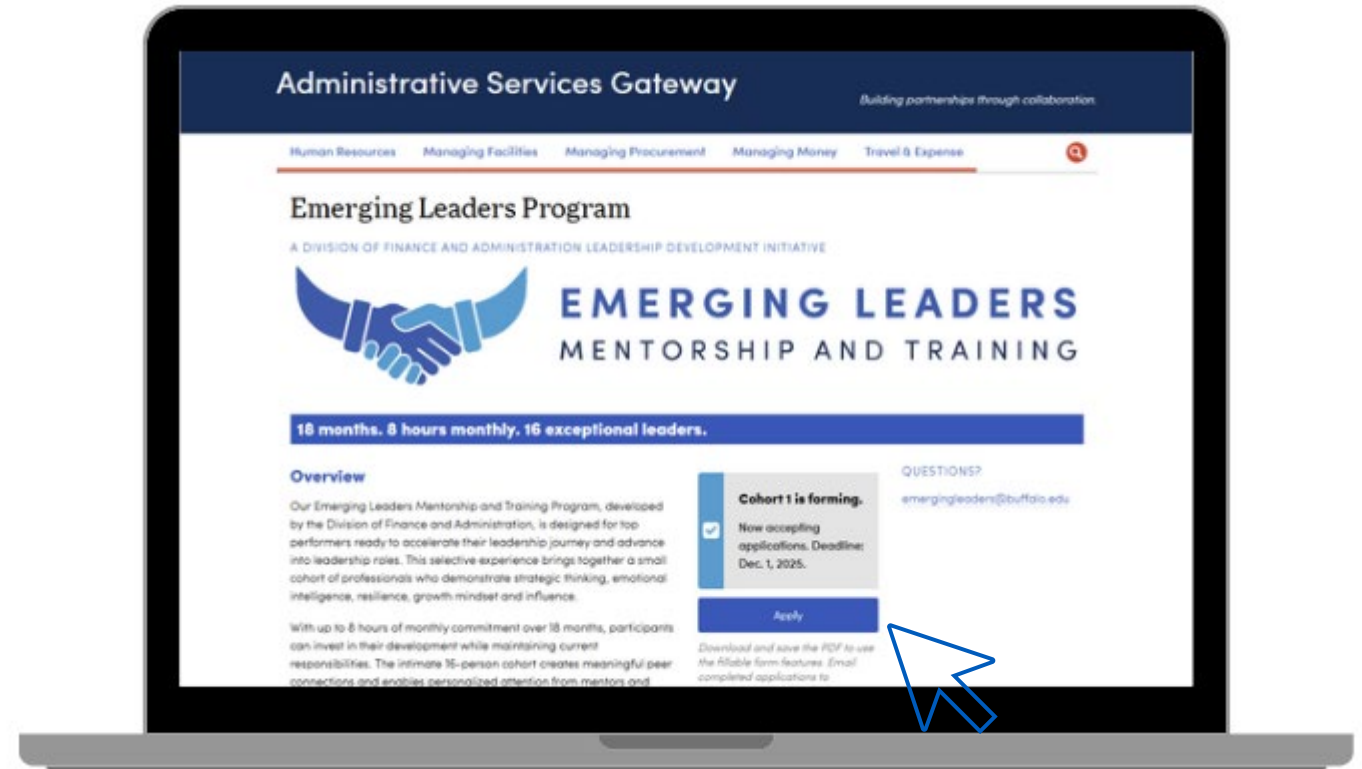 Administrative Services Gateway
Building partnerships through collaboration.
Human Resources Managing Facilities Managing Procurement Managing Money Travel & Expense
Emerging Leaders Program
A DIVISION OF FINANCE AND ADMINISTRATION LEADERSHIP DEVELOPMENT INITIATIVE
EMERGING LEADERS
MENTORSHIP AND TRAINING
18 months. 8 hours monthly. 16 exceptional leaders.
Overview
Our Emerging Leaders Mentorship and Training Program, developed
by the Division of Finance and Administration, is designed for top
performers ready to accelerate their leadership journey and advance
into leadership roles. This selective experience brings together a small
cohort of professionals who demonstrate strategic thinking, emotional
intelligence, resilience, growth mindset and influence.
With up to 8 hours of monthly commitment over 18 months, participants
can invest in their development while maintaining current
responsibilities. The intimate 16-person cohort creates meaningful peer
connections and enables personalized attention from mentors and
Cohort 1 is forming.
Now accepting
applications. Deadline:
Dec. 1, 2025.
Apply
Download and save the PDF to use
the fillable form features. Email
completed applications to
QUESTIONS?
emergingleaders@buffalo.edu